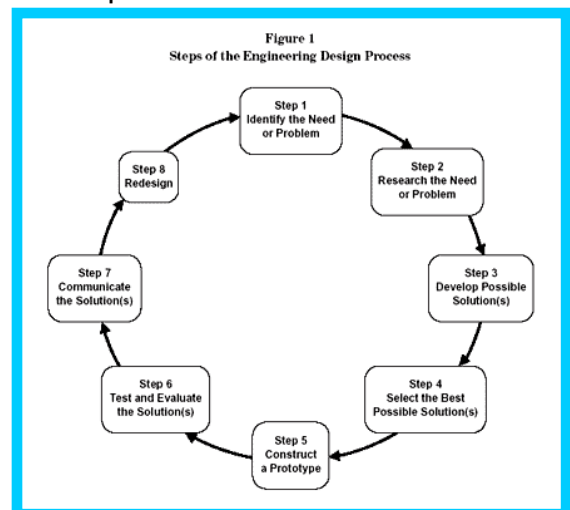 Figure 1
Steps of the Engineering Design Process
Step 1
Identify the Need
or Problem
Step 2
Research the Need
or Problem
Step 3
Develop Possible
Solution(s)
Step 4
Select the Best
Possible Solution(s)
Step 5
Construct
a Prototype
Step 6
Test and Evaluate
the Solution(s)
Step 7
Communicate
the Solution(s)
Step 8
Redesign